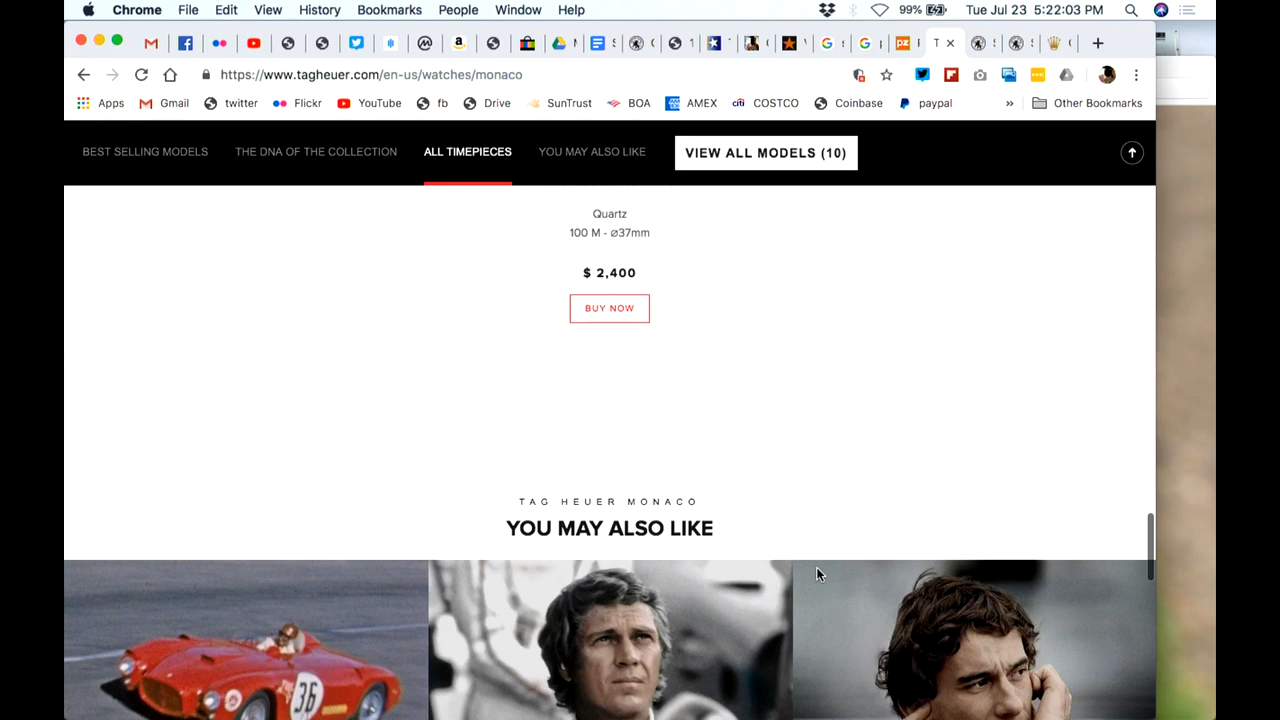 Chrome File Edit View History Bookmarks People Window Help 99% Tue Jul 23 5:22:03 PM
https://www.tagheuer.com/en-us/watches/monaco
Apps Gmail twitter Flickr YouTube fb Drive SunTrust BOA AMEX COSTCO Coinbase paypal » Other Bookmarks
BEST SELLING MODELS THE DNA OF THE COLLECTION ALL TIMEPIECES YOU MAY ALSO LIKE VIEW ALL MODELS (10)
Quartz
100 M - ⌀37mm
$ 2,400
BUY NOW
TAG HEUER MONACO
YOU MAY ALSO LIKE
36